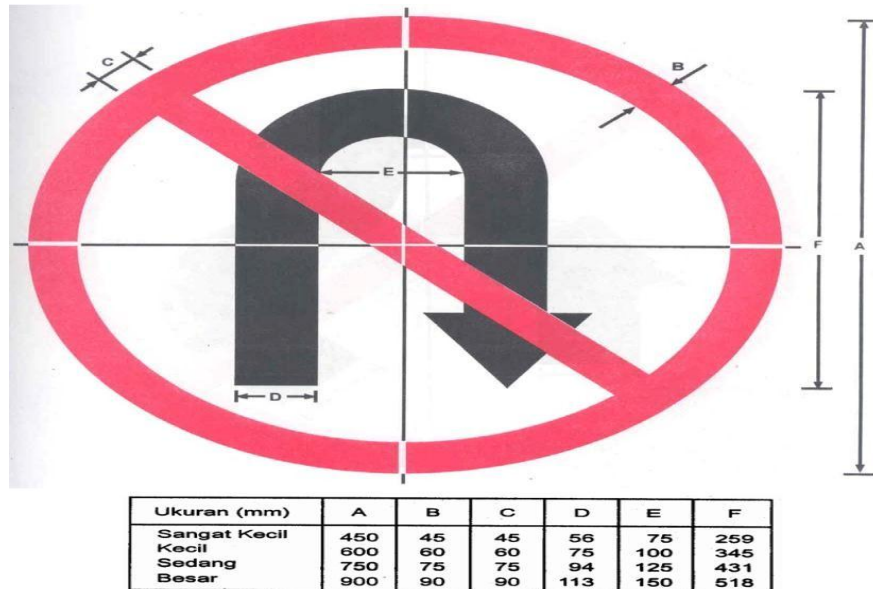 C
B
E
F
A
D
Ukuran (mm) A B C D E F
Sangat Kecil 450 45 45 56 75 259
Kecil 600 60 60 75 100 345
Sedang 750 75 75 94 125 431
Besar 900 90 90 113 150 518